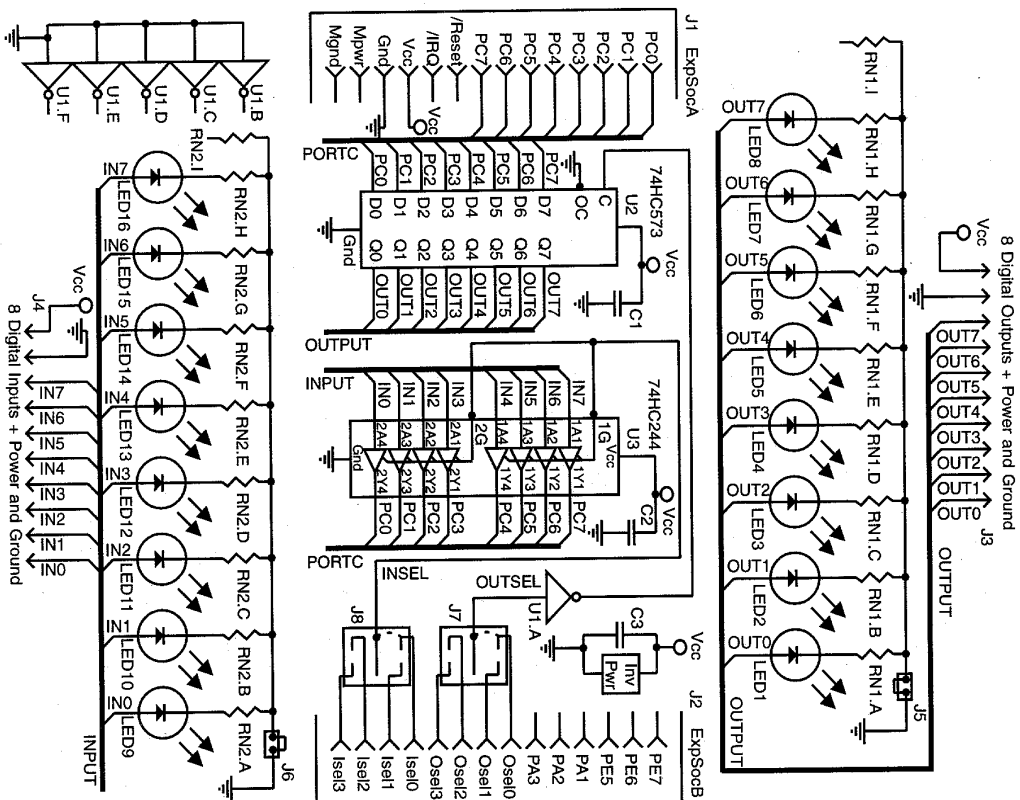 J1 ExpSocA
PC0
PC1
PC2
PC3
PC4
PC5
PC6
PC7
/Reset
/IRQ
Vcc
Gnd
Mpwr
Mgnd
Vcc
PORTC
PC7
PC6
PC5
PC4
PC3
PC2
PC1
PC0
74HC573
U2
C
OC
D7 Q7
D6 Q6
D5 Q5
D4 Q4
D3 Q3
D2 Q2
D1 Q1
D0 Q0
Gnd
Vcc
C1
OUT7
OUT6
OUT5
OUT4
OUT3
OUT2
OUT1
OUT0
OUTPUT
INPUT
IN7
IN6
IN5
IN4
IN3
IN2
IN1
IN0
74HC244
U3
1G
Vcc
1A1 1Y1
1A2 1Y2
1A3 1Y3
1A4 1Y4
2G
2A1 2Y1
2A2 2Y2
2A3 2Y3
2A4 2Y4
Gnd
Vcc
C2
PC7
PC6
PC5
PC4
PC3
PC2
PC1
PC0
PORTC
INSEL
OUTSEL
U1.A
J8
J7
C3
Vcc
Inv
Pwr
J2 ExpSocB
PE7
PE6
PE5
PA1
PA2
PA3
Osel0
Osel1
Osel2
Osel3
Isel0
Isel1
Isel2
Isel3
8 Digital Outputs + Power and Ground
J3
Vcc
OUT7
OUT6
OUT5
OUT4
OUT3
OUT2
OUT1
OUT0
OUTPUT
RN1.I
RN1.H
RN1.G
RN1.F
RN1.E
RN1.D
RN1.C
RN1.B
RN1.A
J5
OUT7
LED8
OUT6
LED7
OUT5
LED6
OUT4
LED5
OUT3
LED4
OUT2
LED3
OUT1
LED2
OUT0
LED1
OUTPUT
U1.B
U1.C
U1.D
U1.E
U1.F
RN2.I
RN2.H
RN2.G
RN2.F
RN2.E
RN2.D
RN2.C
RN2.B
RN2.A
J6
IN7
LED16
IN6
LED15
IN5
LED14
IN4
LED13
IN3
LED12
IN2
LED11
IN1
LED10
IN0
LED9
INPUT
Vcc
J4
8 Digital Inputs + Power and Ground
IN7
IN6
IN5
IN4
IN3
IN2
IN1
IN0